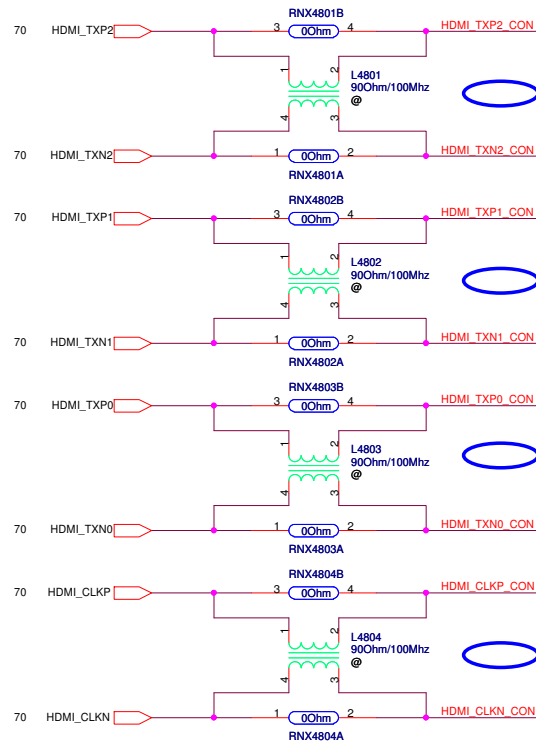 RNX4801B
70 HDMI_TXP2 3 0Ohm 4 HDMI_TXP2_CON
1 2 L4801
90Ohm/100Mhz
@
4 3
70 HDMI_TXN2 1 0Ohm 2 HDMI_TXN2_CON
RNX4801A
RNX4802B
70 HDMI_TXP1 3 0Ohm 4 HDMI_TXP1_CON
1 2 L4802
90Ohm/100Mhz
@
4 3
70 HDMI_TXN1 1 0Ohm 2 HDMI_TXN1_CON
RNX4802A
RNX4803B
70 HDMI_TXP0 3 0Ohm 4 HDMI_TXP0_CON
1 2 L4803
90Ohm/100Mhz
@
4 3
70 HDMI_TXN0 1 0Ohm 2 HDMI_TXN0_CON
RNX4803A
RNX4804B
70 HDMI_CLKP 3 0Ohm 4 HDMI_CLKP_CON
1 2 L4804
90Ohm/100Mhz
@
4 3
70 HDMI_CLKN 1 0Ohm 2 HDMI_CLKN_CON
RNX4804A